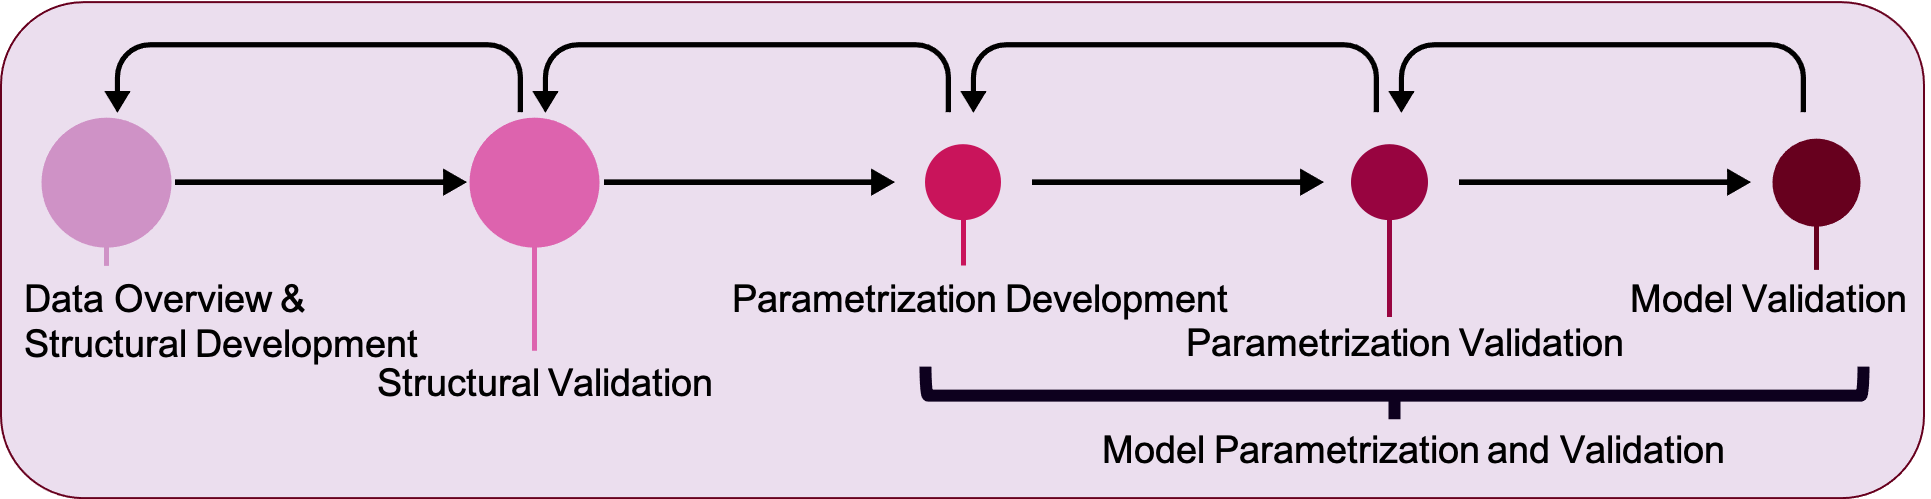 Data Overview &
Structural Development
Structural Validation
Parametrization Development
Parametrization Validation
Model Validation
Model Parametrization and Validation